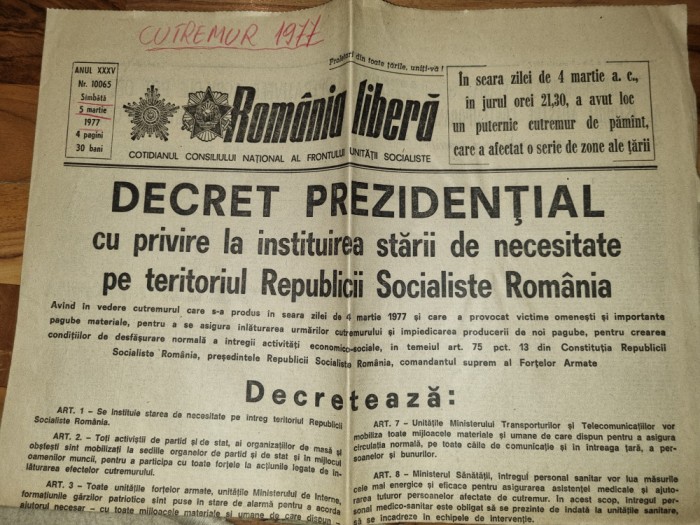 CUTREMUR 1977
Proletari din toate țările, uniți-vă !
ANUL XXXV
Nr. 10065
Sîmbătă
5 martie
1977
4 pagini
30 bani
România liberă
COTIDIANUL CONSILIULUI NAȚIONAL AL FRONTULUI UNITĂȚII SOCIALISTE
În seara zilei de 4 martie a. c.,
în jurul orei 21,30, a avut loc
un puternic cutremur de pămînt,
care a afectat o serie de zone ale țării
DECRET PREZIDENȚIAL
cu privire la instituirea stării de necesitate
pe teritoriul Republicii Socialiste România
Avînd în vedere cutremurul care s-a produs în seara zilei de 4 martie 1977 și care a provocat victime omenești și importante
pagube materiale, pentru a se asigura înlăturarea urmărilor cutremurului și împiedicarea producerii de noi pagube, pentru crearea
condițiilor de desfășurare normală a întregii activități economico-sociale, în temeiul art. 75 pct. 13 din Constituția Republicii
Socialiste România, președintele Republicii Socialiste România, comandantul suprem al Forțelor Armate
Decretează:
ART. 1 - Se instituie starea de necesitate pe întreg teritoriul Republicii
Socialiste România.
ART. 2. - Toți activiștii de partid și de stat, ai organizațiilor de masă și
obștești sînt mobilizați la sediile organelor de partid și de stat și în mijlocul
oamenilor muncii, pentru a participa cu toate forțele la acțiunile legate de în-
lăturarea efectelor cutremurului.
ART. 3 - Toate unitățile forțelor armate, unitățile Ministerului de Interne,
formațiunile gărzilor patriotice sînt puse în stare de alarmă pentru a acorda
ajutorul necesar - cu toate mijloacele materiale și umane de care dispun
ART. 7 - Unitățile Ministerului Transporturilor și Telecomunicațiilor vor
mobiliza toate mijloacele materiale și umane de care dispun pentru a asigura
circulația normală, pe toate căile de comunicație și în întreaga țară, a per-
soanelor și bunurilor.
ART. 8 - Ministerul Sănătății, întregul personal sanitar vor lua măsurile
cele mai energice și eficace pentru asigurarea asistenței medicale și ajuto-
rarea tuturor persoanelor afectate de cutremur. În acest scop, întregul per-
sonal medico-sanitar este obligat să se prezinte de îndată la unitățile sanitare,
să se încadreze în echipele de intervenție.